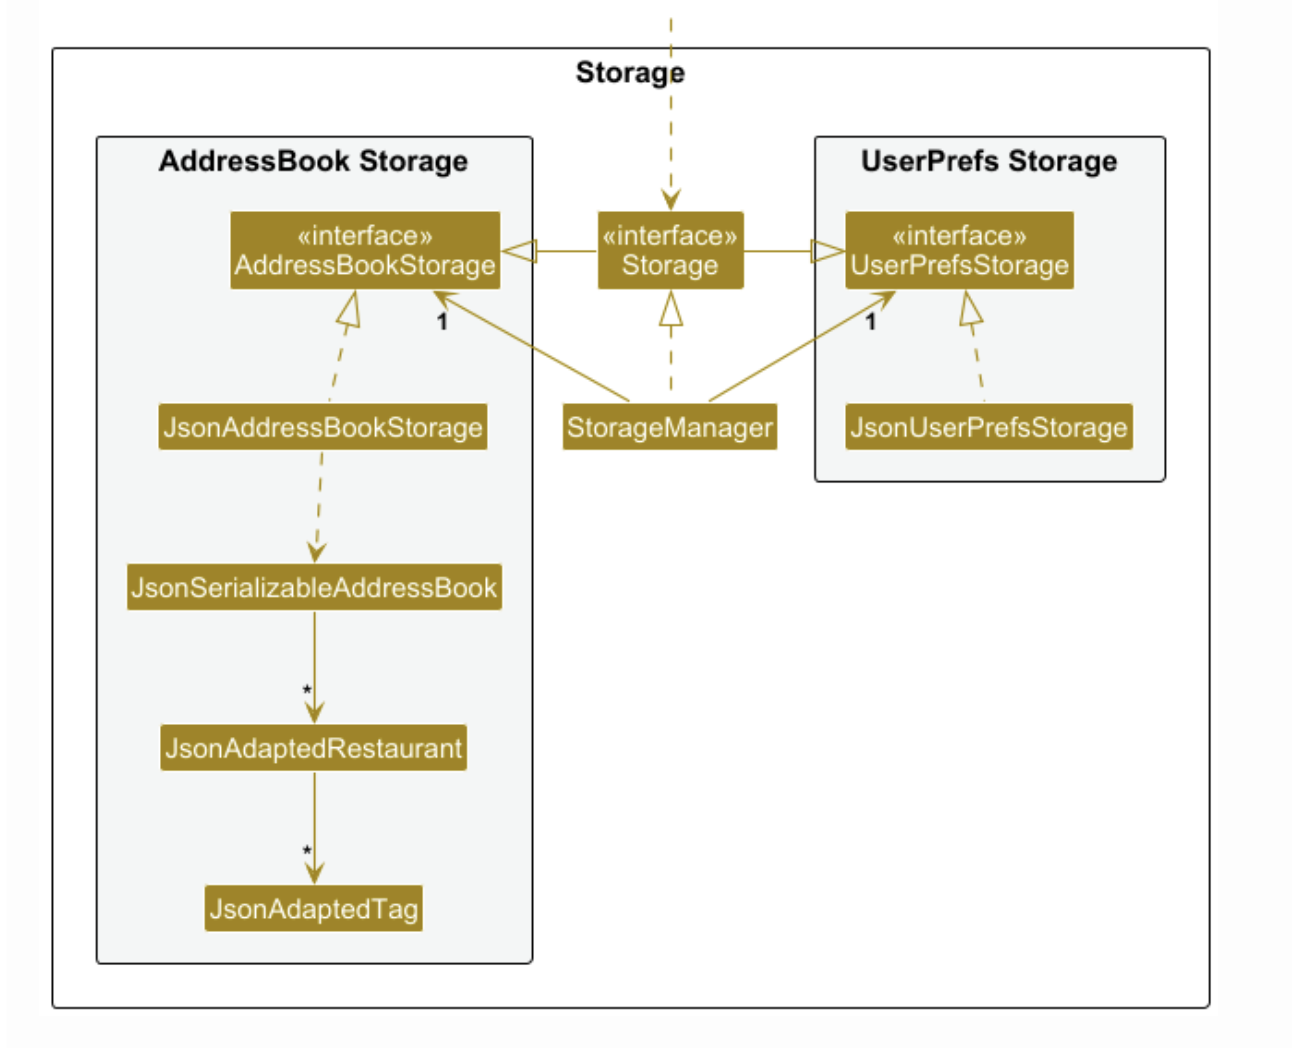 Storage
AddressBook Storage
UserPrefs Storage
«interface»
AddressBookStorage
«interface»
Storage
«interface»
UserPrefsStorage
1
1
JsonAddressBookStorage
StorageManager
JsonUserPrefsStorage
JsonSerializableAddressBook
*
JsonAdaptedRestaurant
*
JsonAdaptedTag